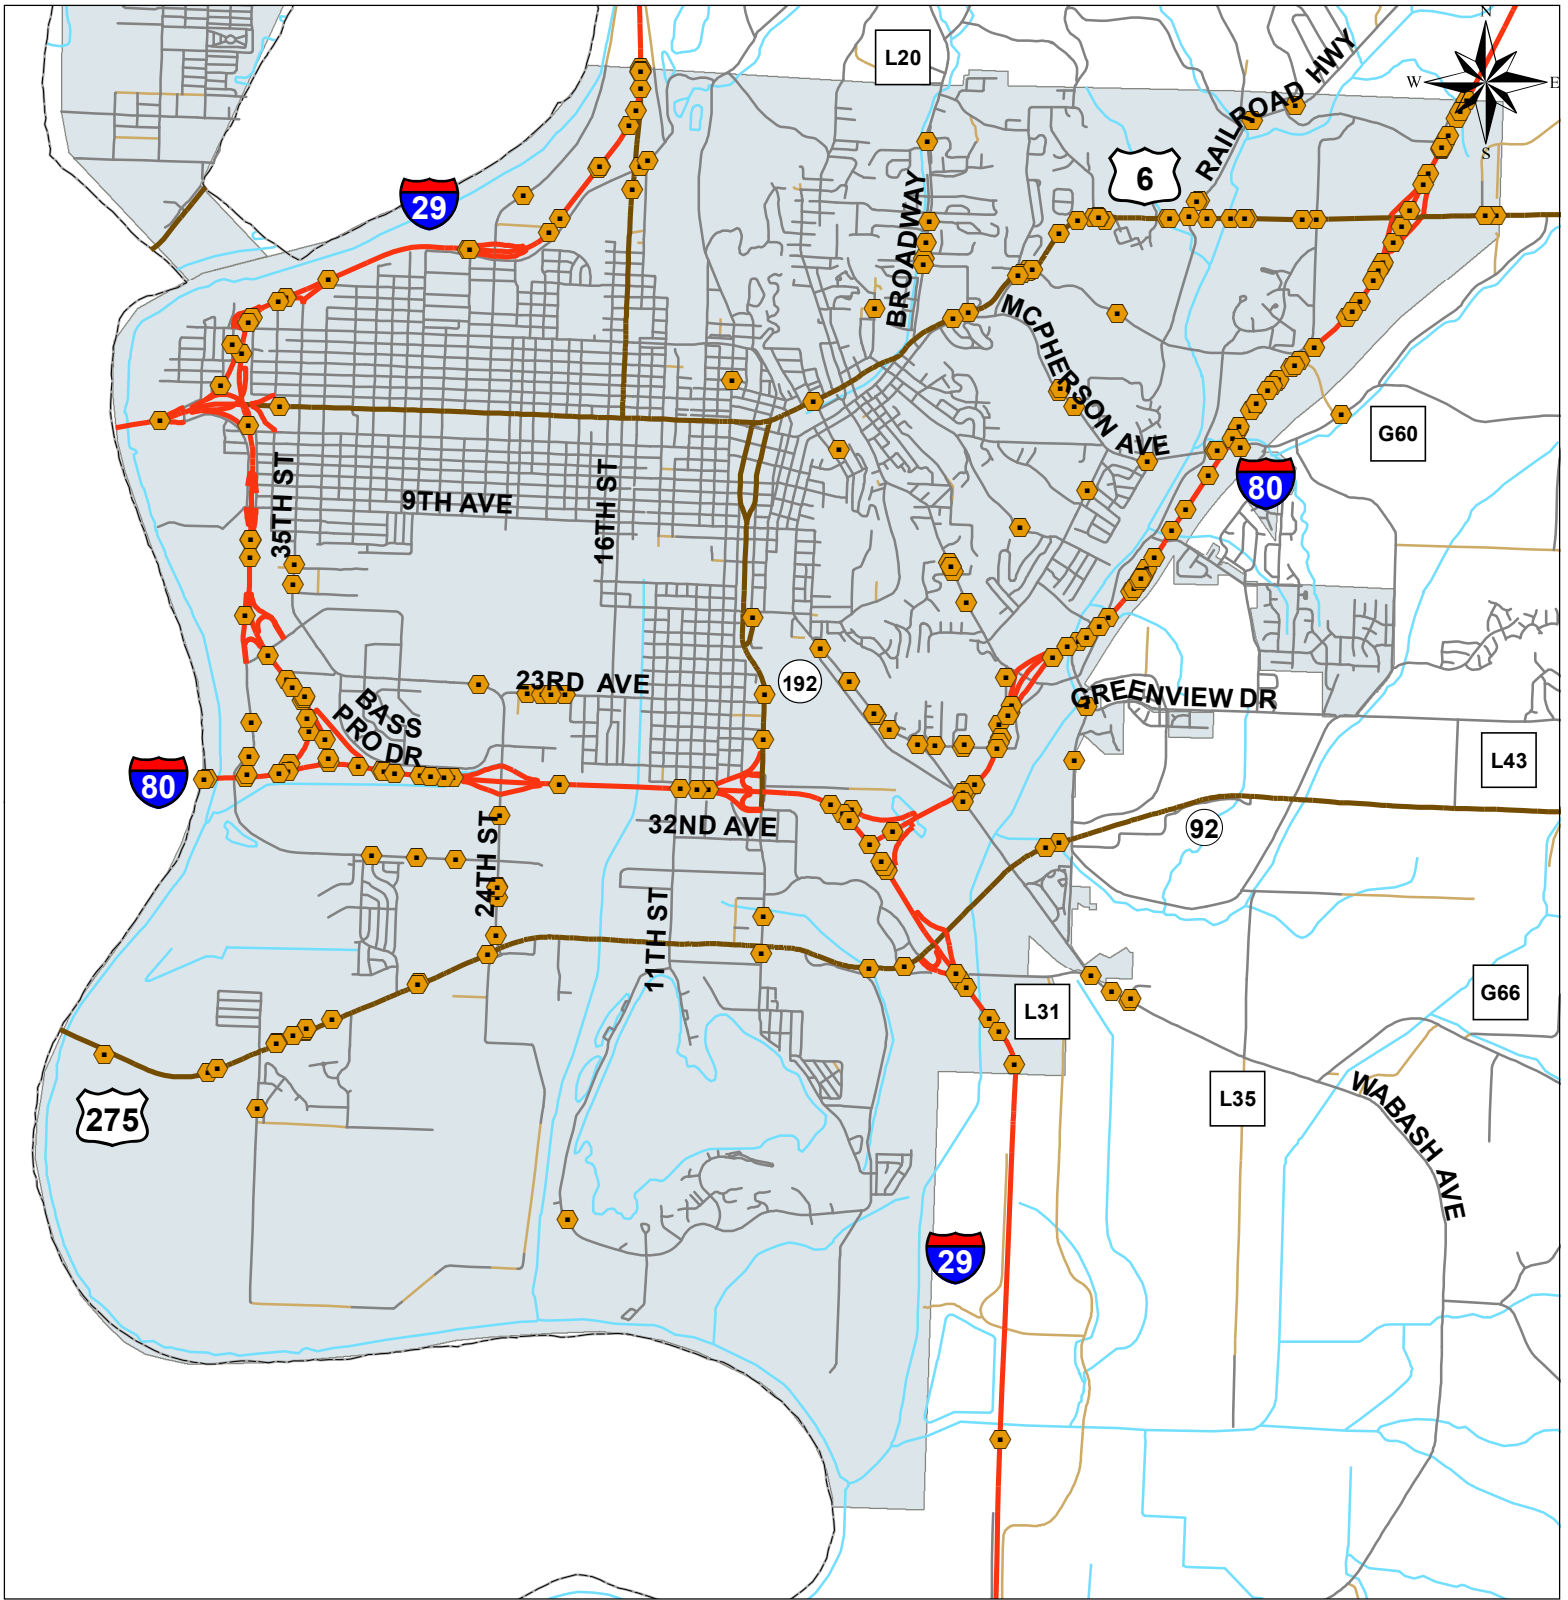 N
L20
RAILROAD HWY
W
E
S
6
29
BROADWAY
MCPHERSON AVE
G60
35TH ST
9TH AVE
16TH ST
80
23RD AVE
192
GREENVIEW DR
BASS
PRO DR
80
L43
32ND AVE
92
24TH ST
11TH ST
L31
G66
275
L35
WABASH AVE
29